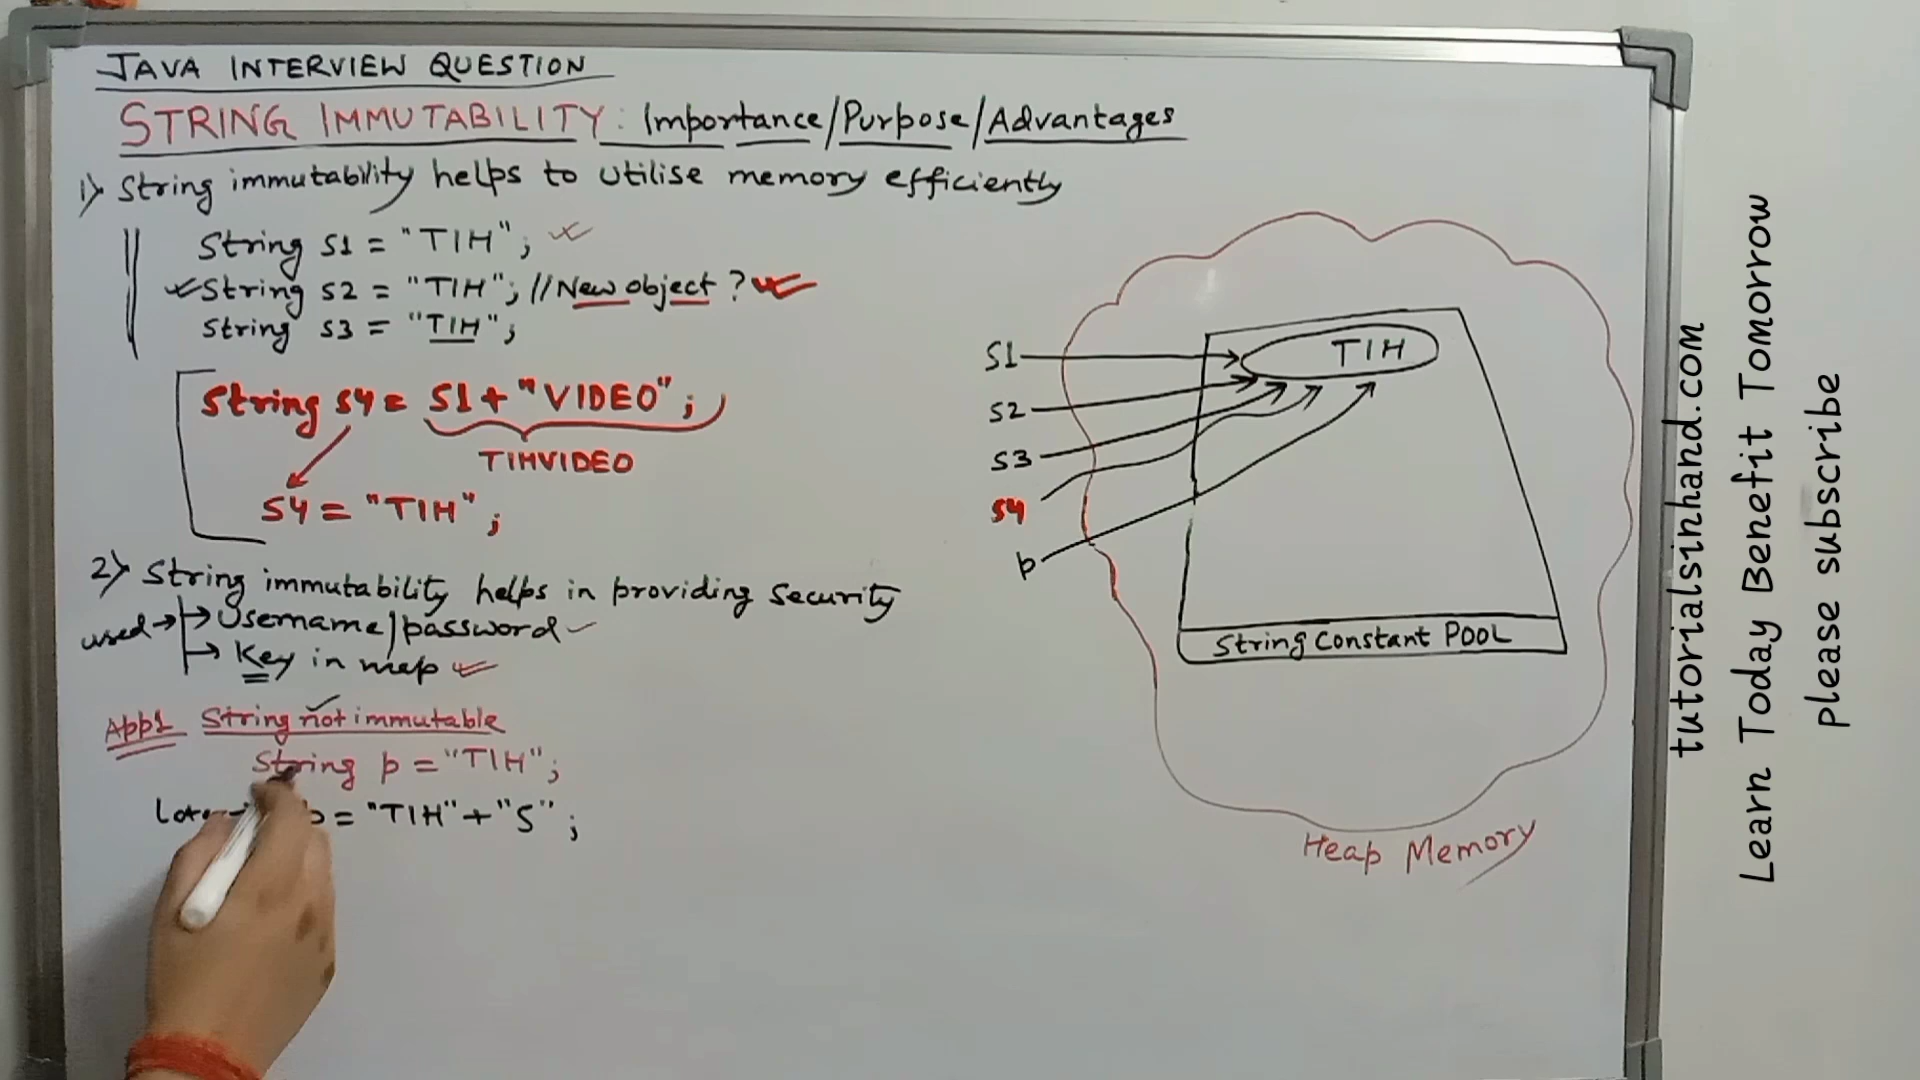 JAVA INTERVIEW QUESTION
STRING IMMUTABILITY: Importance/Purpose/Advantages
1) String immutability helps to utilise memory efficiently
String S1 = "TIH";
String S2 = "TIH"; //New object ?
String S3 = "TIH";
String S4 = S1+"VIDEO";
TIHVIDEO
S4 = "TIH";
2) String immutability helps in providing security
used → Username/password
→ Key in map
App1 String not immutable
String p = "TIH";
= "TIH"+"S";
S1
S2
S3
S4
p
TIH
String Constant POOL
Heap Memory
tutorialsinhand.com
Learn Today Benefit Tomorrow
please subscribe